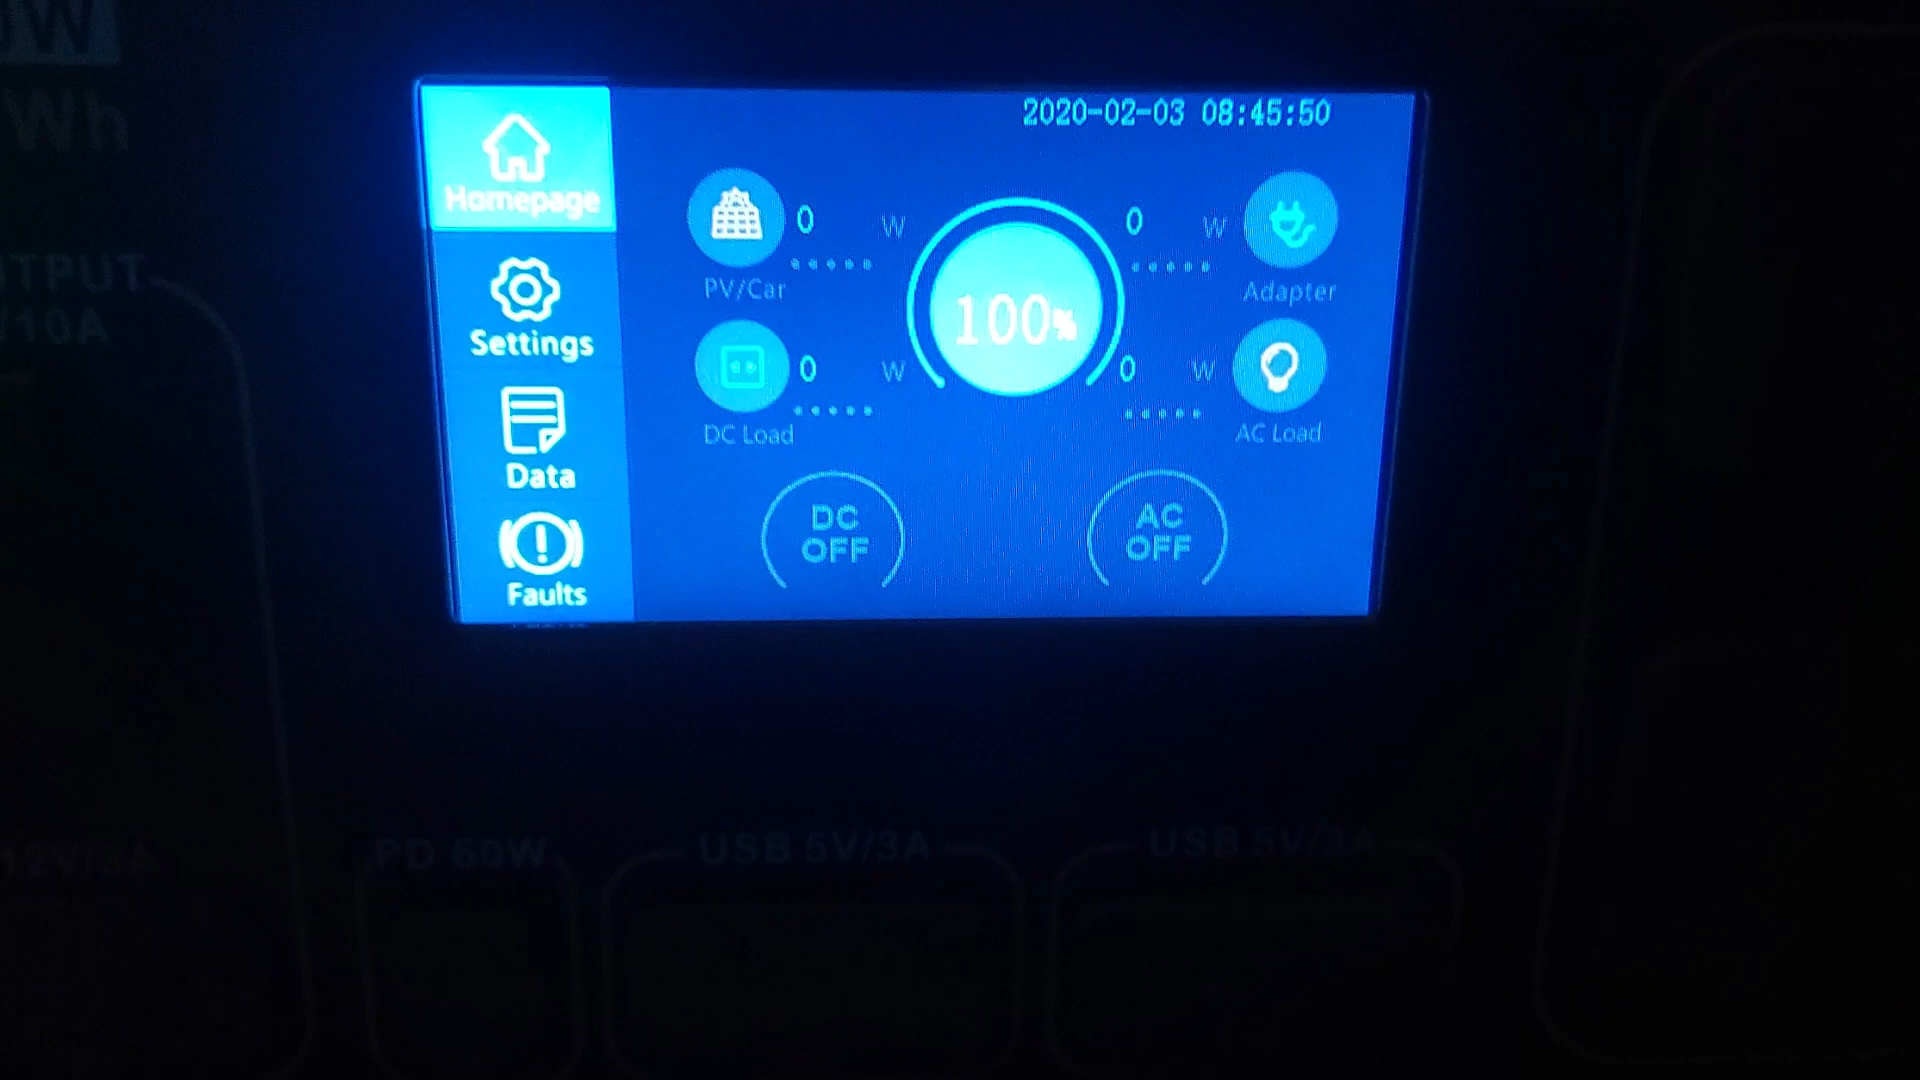 W
Wh
TPUT
/10A
12V/3A
2020-02-03 08:45:50
Homepage
Settings
Data
Faults
0 W
PV/Car
0 W
Adapter
100%
0 W
DC Load
0 W
AC Load
DC
OFF
AC
OFF
PD 60W
USB 5V/3A
USB 5V/3A